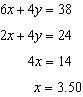 6x + 4y = 38
2x + 4y = 24
4x = 14
x = 3.50